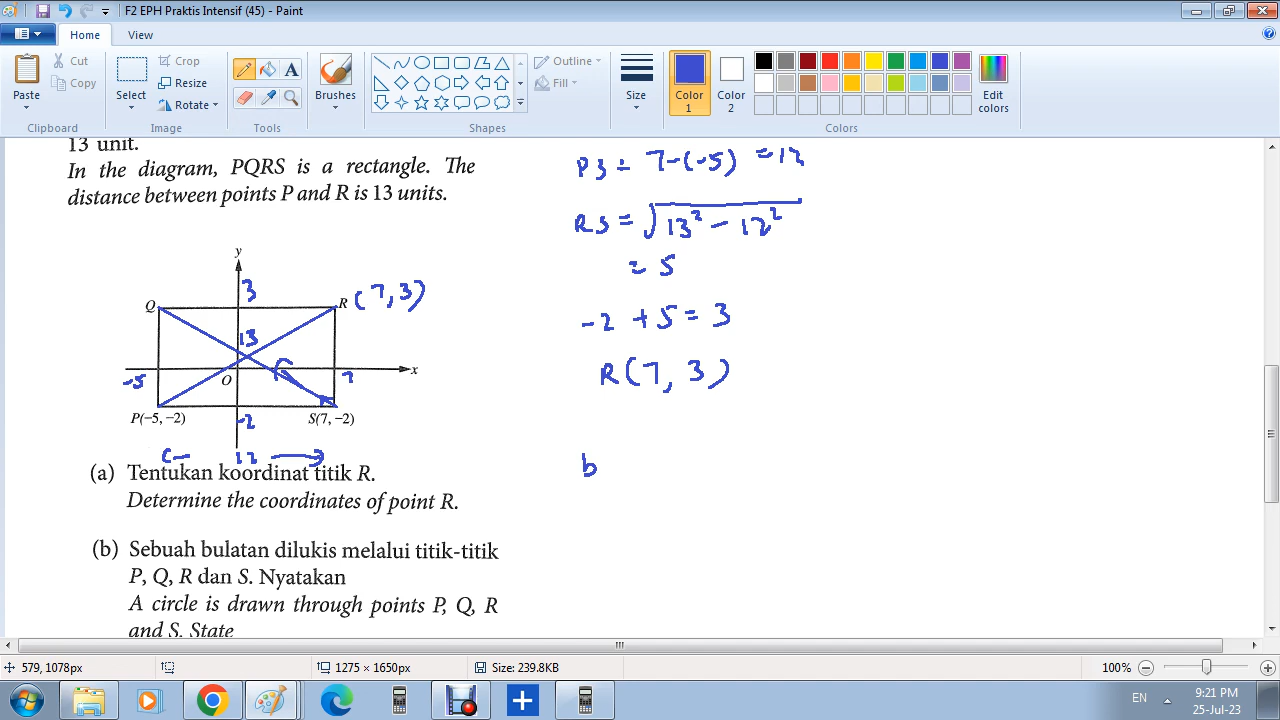 F2 EPH Praktis Intensif (45) - Paint
Home
View
Paste
Cut
Copy
Clipboard
Select
Crop
Resize
Rotate
Image
Tools
Brushes
Shapes
Outline
Fill
Size
Color 1
Color 2
Edit colors
Colors
13 unit.
In the diagram, PQRS is a rectangle. The
distance between points P and R is 13 units.
y
3
Q
R (7,3)
13
-5
O
7
x
P(−5, −2)
-2
S(7, −2)
12
(a) Tentukan koordinat titik R.
Determine the coordinates of point R.
(b) Sebuah bulatan dilukis melalui titik-titik
P, Q, R dan S. Nyatakan
A circle is drawn through points P, Q, R
and S. State
PS = 7-(-5) = 12
RS = √13² - 12²
= 5
-2 + 5 = 3
R(7, 3)
b
579, 1078px
1275 × 1650px
Size: 239.8KB
100%
EN
9:21 PM
25-Jul-23